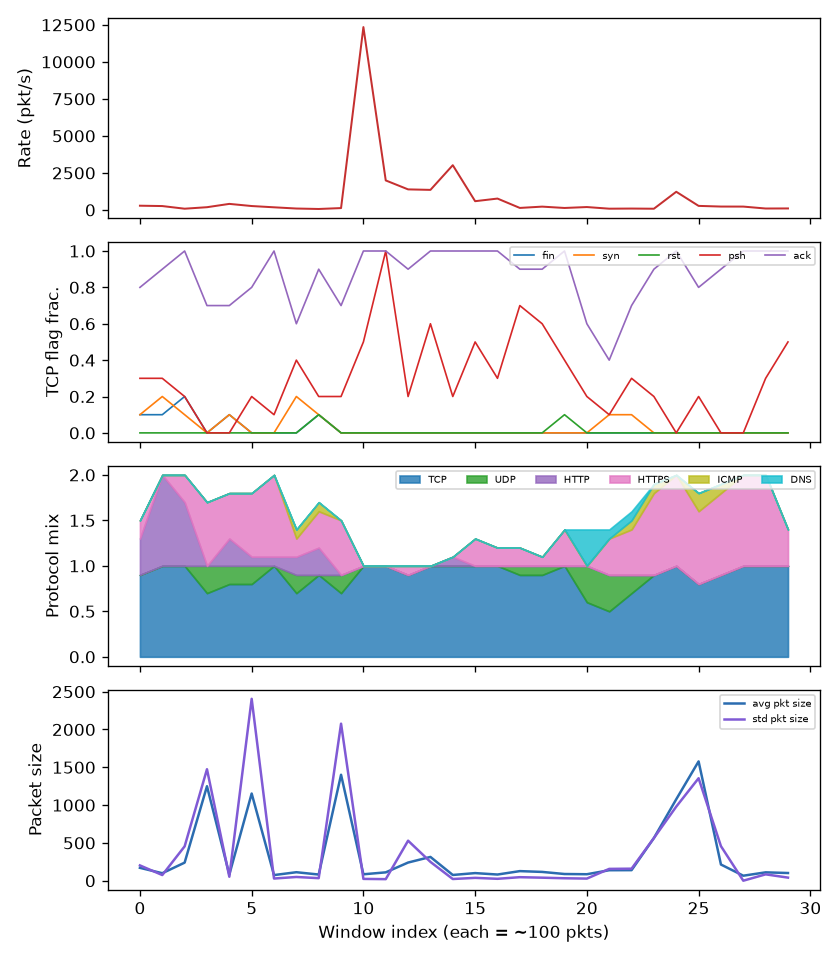 12500
10000
7500
5000
2500
0
Rate (pkt/s)
1.0
0.8
0.6
0.4
0.2
0.0
TCP flag frac.
fin syn rst psh ack
2.0
1.5
1.0
0.5
0.0
Protocol mix
TCP UDP HTTP HTTPS ICMP DNS
2500
2000
1500
1000
500
0
Packet size
avg pkt size
std pkt size
0 5 10 15 20 25 30
Window index (each = ~100 pkts)